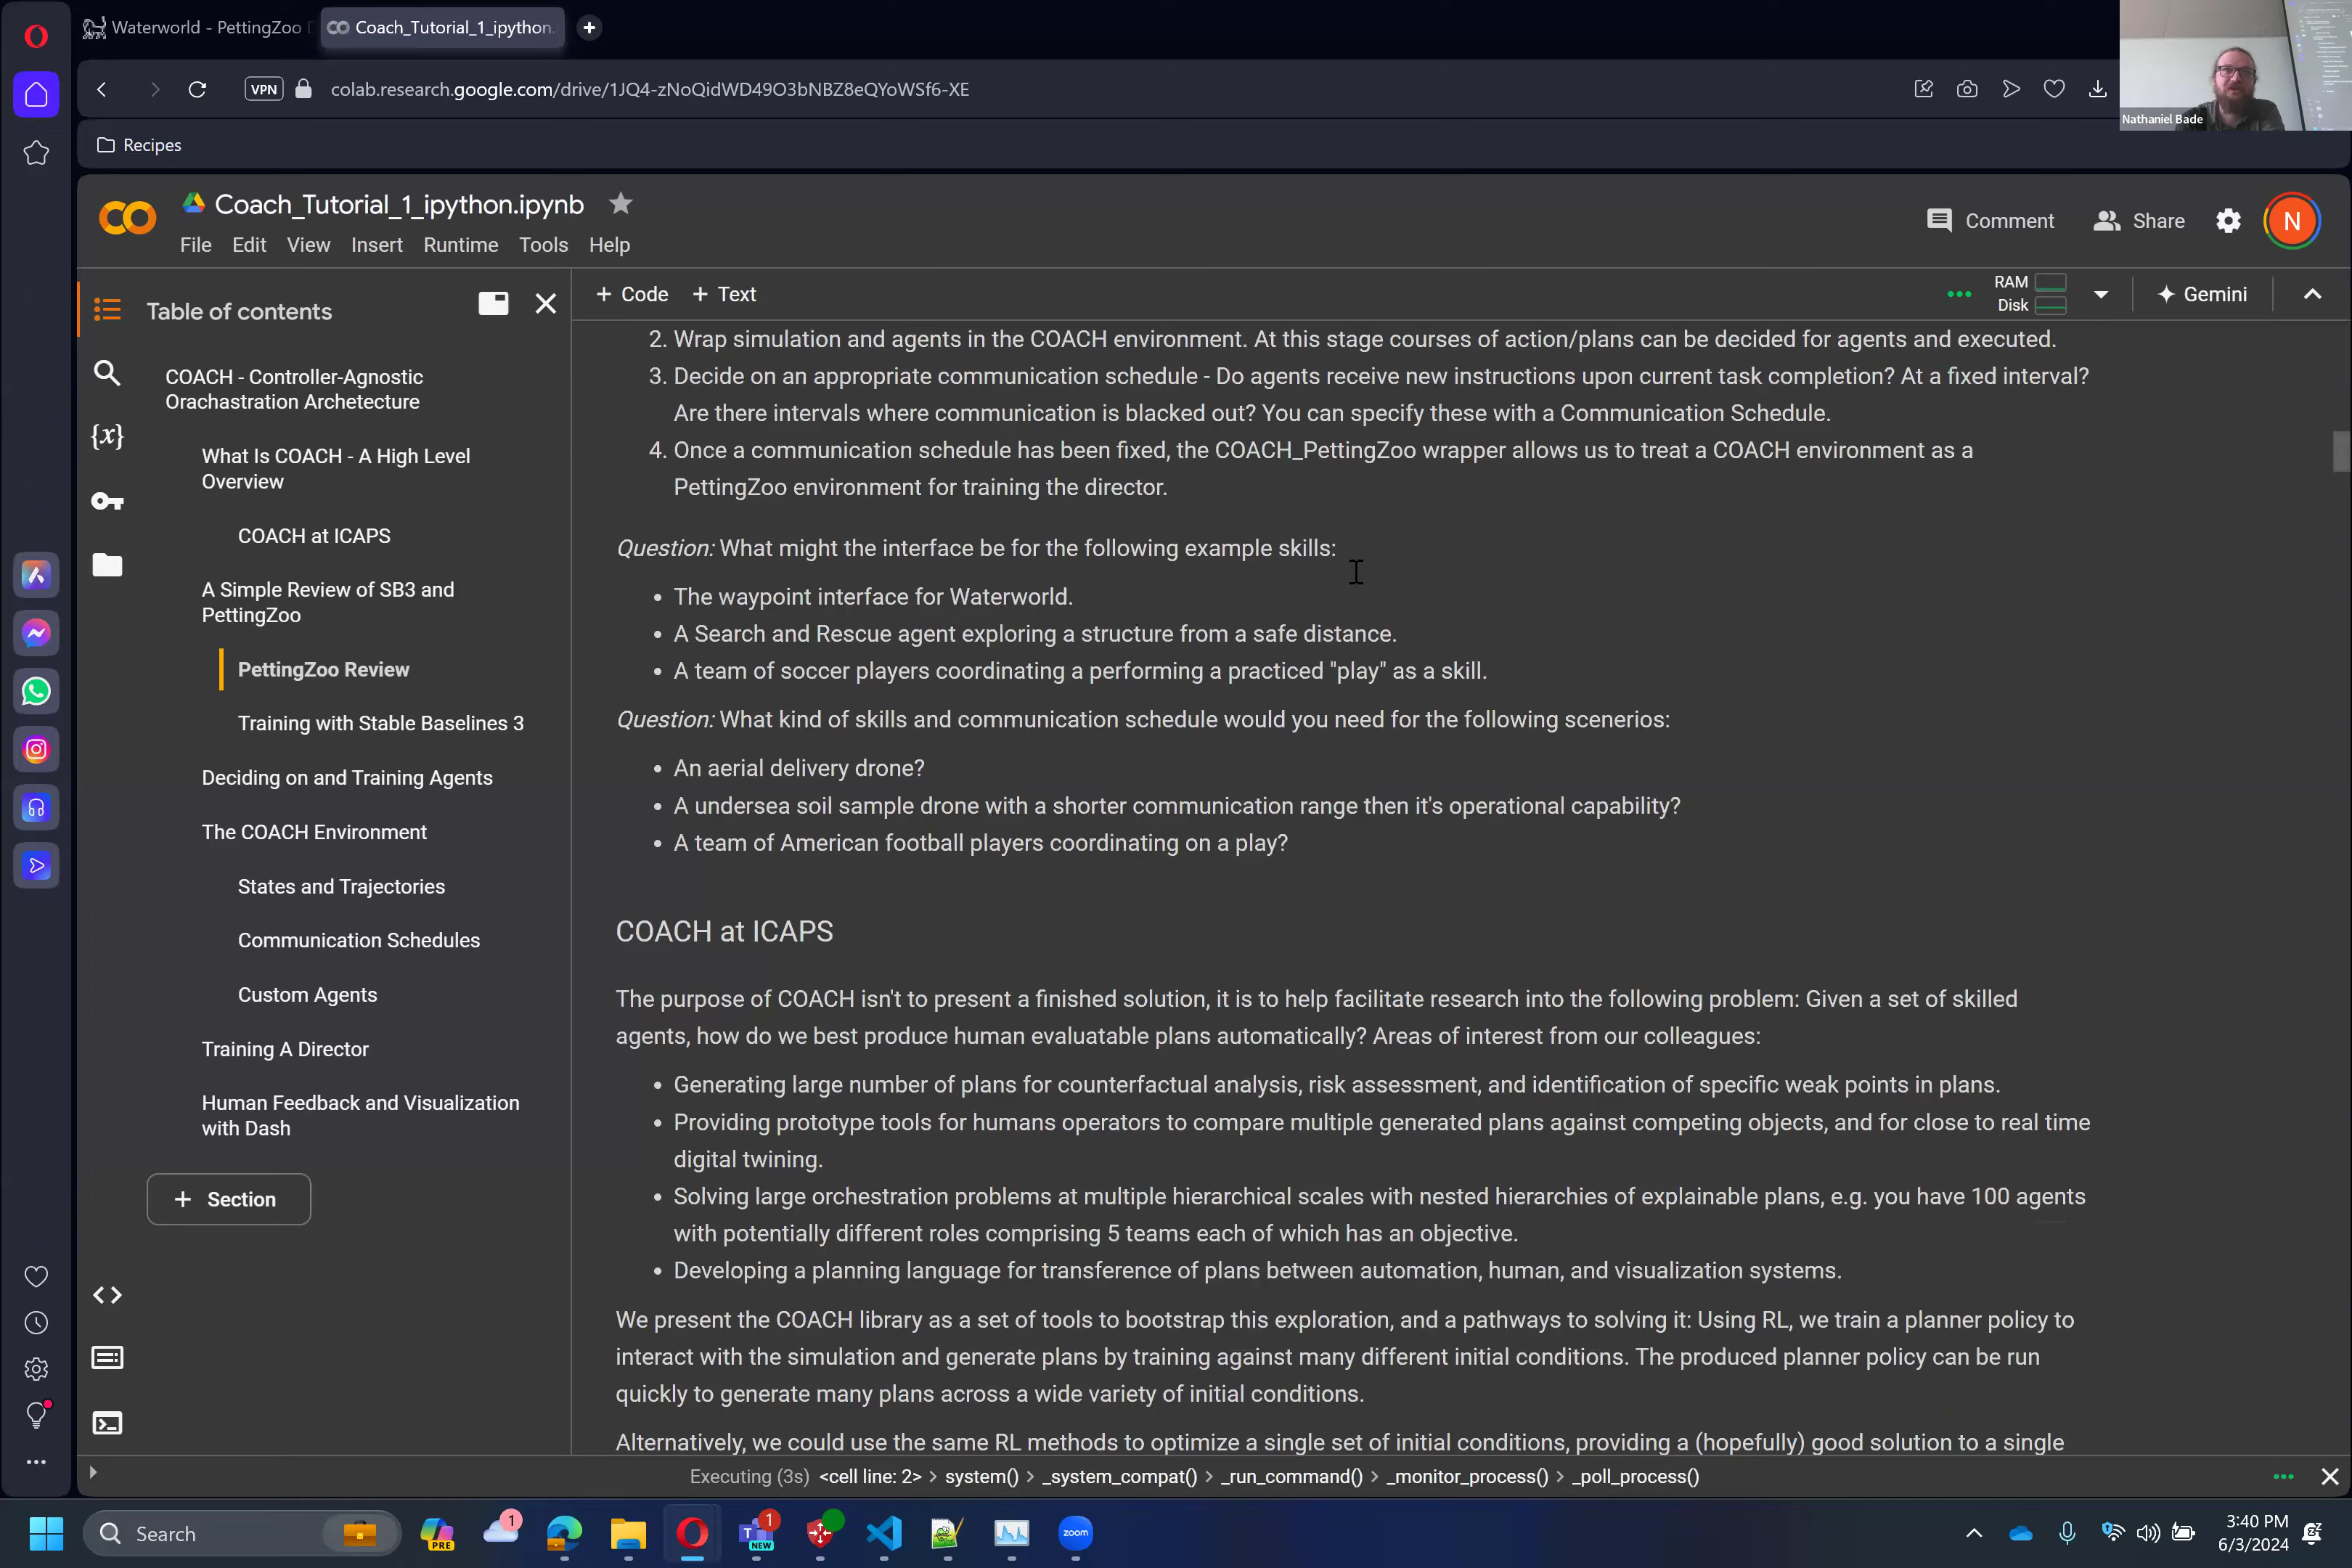 Waterworld - PettingZoo D
Coach_Tutorial_1_ipython.
VPN
colab.research.google.com/drive/1JQ4-zNoQidWD49O3bNBZ8eQYoWSf6-XE
Nathaniel Bade
Recipes
Coach_Tutorial_1_ipython.ipynb
File Edit View Insert Runtime Tools Help
Comment
Share
N
Table of contents
COACH - Controller-Agnostic
Orachastration Archetecture
What Is COACH - A High Level
Overview
COACH at ICAPS
A Simple Review of SB3 and
PettingZoo
PettingZoo Review
Training with Stable Baselines 3
Deciding on and Training Agents
The COACH Environment
States and Trajectories
Communication Schedules
Custom Agents
Training A Director
Human Feedback and Visualization
with Dash
+ Section
{x}
+ Code + Text
RAM
Disk
Gemini
2. Wrap simulation and agents in the COACH environment. At this stage courses of action/plans can be decided for agents and executed.
3. Decide on an appropriate communication schedule - Do agents receive new instructions upon current task completion? At a fixed interval?
Are there intervals where communication is blacked out? You can specify these with a Communication Schedule.
4. Once a communication schedule has been fixed, the COACH_PettingZoo wrapper allows us to treat a COACH environment as a
PettingZoo environment for training the director.
Question: What might the interface be for the following example skills:
• The waypoint interface for Waterworld.
• A Search and Rescue agent exploring a structure from a safe distance.
• A team of soccer players coordinating a performing a practiced "play" as a skill.
Question: What kind of skills and communication schedule would you need for the following scenerios:
• An aerial delivery drone?
• A undersea soil sample drone with a shorter communication range then it's operational capability?
• A team of American football players coordinating on a play?
COACH at ICAPS
The purpose of COACH isn't to present a finished solution, it is to help facilitate research into the following problem: Given a set of skilled
agents, how do we best produce human evaluatable plans automatically? Areas of interest from our colleagues:
• Generating large number of plans for counterfactual analysis, risk assessment, and identification of specific weak points in plans.
• Providing prototype tools for humans operators to compare multiple generated plans against competing objects, and for close to real time
digital twining.
• Solving large orchestration problems at multiple hierarchical scales with nested hierarchies of explainable plans, e.g. you have 100 agents
with potentially different roles comprising 5 teams each of which has an objective.
• Developing a planning language for transference of plans between automation, human, and visualization systems.
We present the COACH library as a set of tools to bootstrap this exploration, and a pathways to solving it: Using RL, we train a planner policy to
interact with the simulation and generate plans by training against many different initial conditions. The produced planner policy can be run
quickly to generate many plans across a wide variety of initial conditions.
Alternatively, we could use the same RL methods to optimize a single set of initial conditions, providing a (hopefully) good solution to a single
Executing (3s) <cell line: 2> > system() > _system_compat() > _run_command() > _monitor_process() > _poll_process()
Search
PRE
1
1
NEW
zoom
3:40 PM
6/3/2024